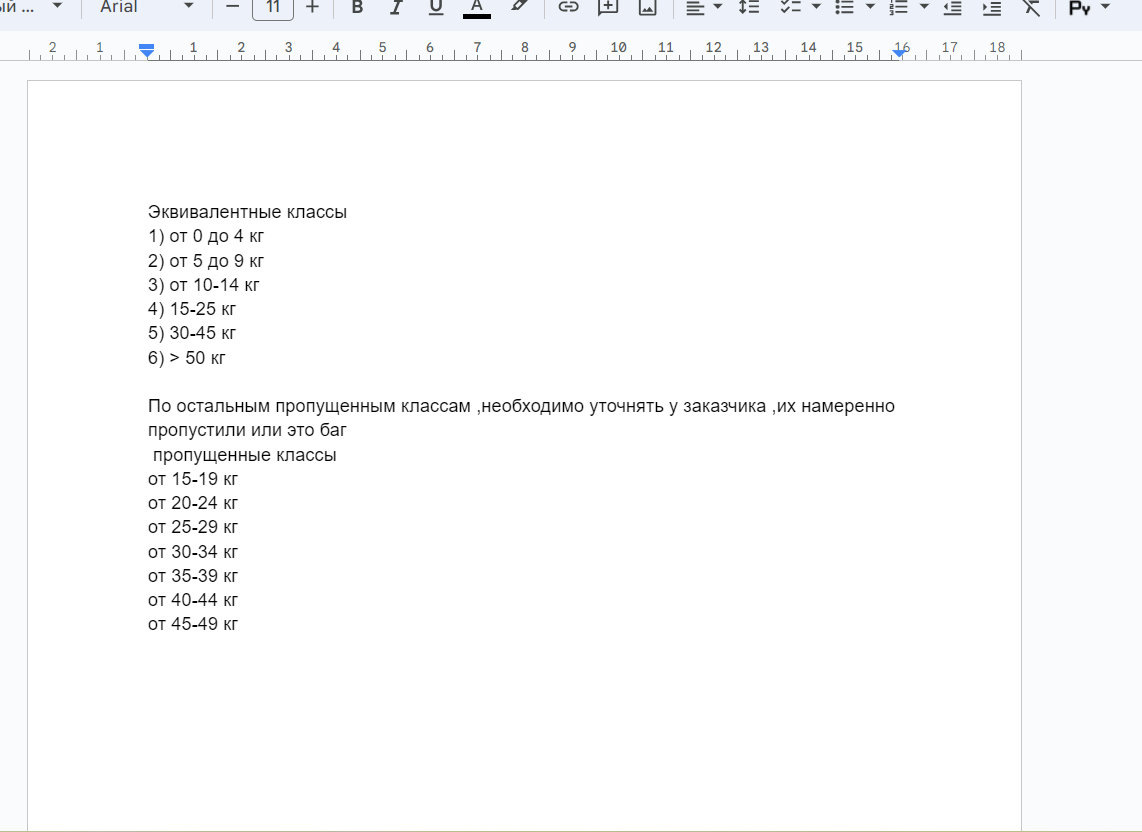 ый ...
Arial
11
B I U A
Pγ
2 1 1 2 3 4 5 6 7 8 9 10 11 12 13 14 15 16 17 18
Эквивалентные классы
1) от 0 до 4 кг
2) от 5 до 9 кг
3) от 10-14 кг
4) 15-25 кг
5) 30-45 кг
6) > 50 кг
По остальным пропущенным классам ,необходимо уточнять у заказчика ,их намеренно
пропустили или это баг
пропущенные классы
от 15-19 кг
от 20-24 кг
от 25-29 кг
от 30-34 кг
от 35-39 кг
от 40-44 кг
от 45-49 кг